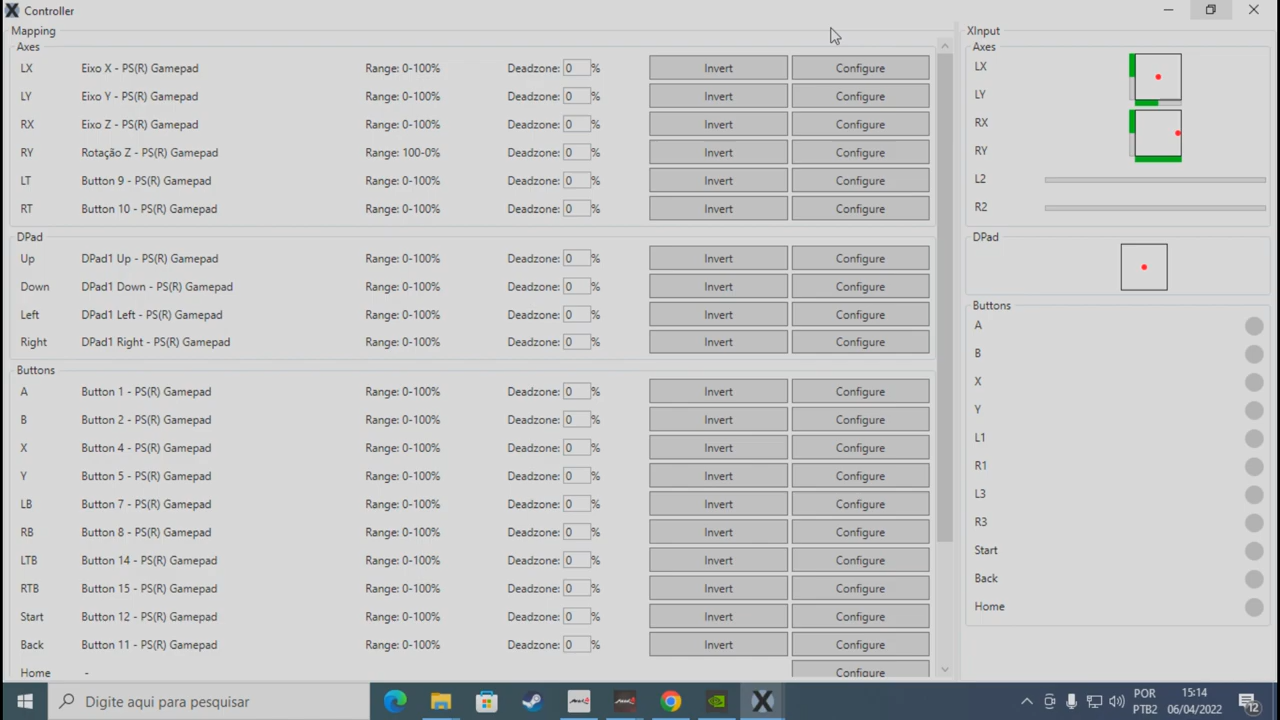 Controller
Mapping
Axes
LX Eixo X - PS(R) Gamepad Range: 0-100% Deadzone: 0 % Invert Configure
LY Eixo Y - PS(R) Gamepad Range: 0-100% Deadzone: 0 % Invert Configure
RX Eixo Z - PS(R) Gamepad Range: 0-100% Deadzone: 0 % Invert Configure
RY Rotação Z - PS(R) Gamepad Range: 100-0% Deadzone: 0 % Invert Configure
LT Button 9 - PS(R) Gamepad Range: 0-100% Deadzone: 0 % Invert Configure
RT Button 10 - PS(R) Gamepad Range: 0-100% Deadzone: 0 % Invert Configure
DPad
Up DPad1 Up - PS(R) Gamepad Range: 0-100% Deadzone: 0 % Invert Configure
Down DPad1 Down - PS(R) Gamepad Range: 0-100% Deadzone: 0 % Invert Configure
Left DPad1 Left - PS(R) Gamepad Range: 0-100% Deadzone: 0 % Invert Configure
Right DPad1 Right - PS(R) Gamepad Range: 0-100% Deadzone: 0 % Invert Configure
Buttons
A Button 1 - PS(R) Gamepad Range: 0-100% Deadzone: 0 % Invert Configure
B Button 2 - PS(R) Gamepad Range: 0-100% Deadzone: 0 % Invert Configure
X Button 4 - PS(R) Gamepad Range: 0-100% Deadzone: 0 % Invert Configure
Y Button 5 - PS(R) Gamepad Range: 0-100% Deadzone: 0 % Invert Configure
LB Button 7 - PS(R) Gamepad Range: 0-100% Deadzone: 0 % Invert Configure
RB Button 8 - PS(R) Gamepad Range: 0-100% Deadzone: 0 % Invert Configure
LTB Button 14 - PS(R) Gamepad Range: 0-100% Deadzone: 0 % Invert Configure
RTB Button 15 - PS(R) Gamepad Range: 0-100% Deadzone: 0 % Invert Configure
Start Button 12 - PS(R) Gamepad Range: 0-100% Deadzone: 0 % Invert Configure
Back Button 11 - PS(R) Gamepad Range: 0-100% Deadzone: 0 % Invert Configure
Home - Configure
XInput
Axes
LX
LY
RX
RY
L2
R2
DPad
Buttons
A
B
X
Y
L1
R1
L3
R3
Start
Back
Home
Digite aqui para pesquisar
POR 15:14
PTB2 06/04/2022
12